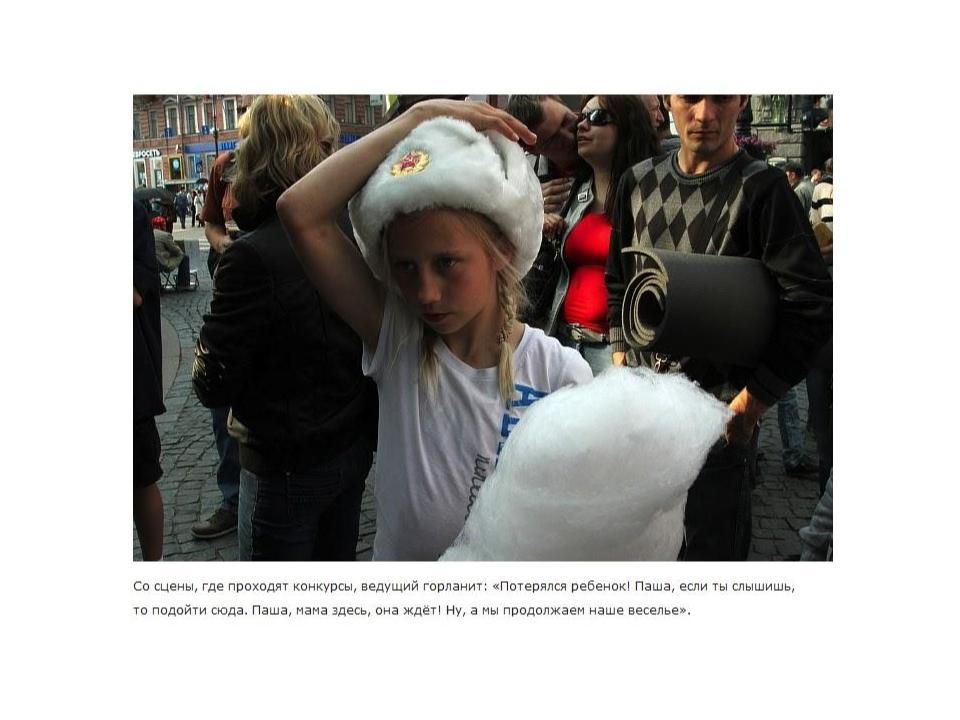 ЕВРОСЕТЬ
Со сцены, где проходят конкурсы, ведущий горланит: «Потерялся ребенок! Паша, если ты слышишь,
то подойти сюда. Паша, мама здесь, она ждёт! Ну, а мы продолжаем наше веселье».